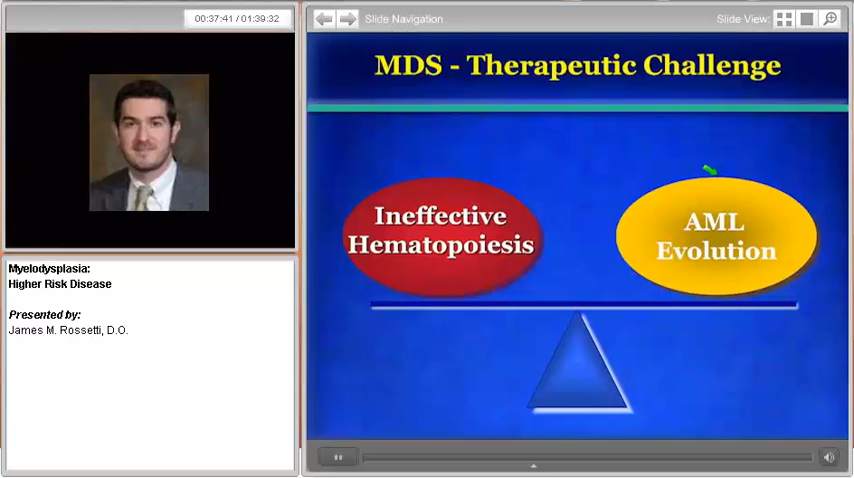 00:37:41 / 01:39:32
Slide Navigation
Slide View:
MDS - Therapeutic Challenge
Ineffective
Hematopoiesis
AML
Evolution
Myelodysplasia:
Higher Risk Disease
Presented by:
James M. Rossetti, D.O.